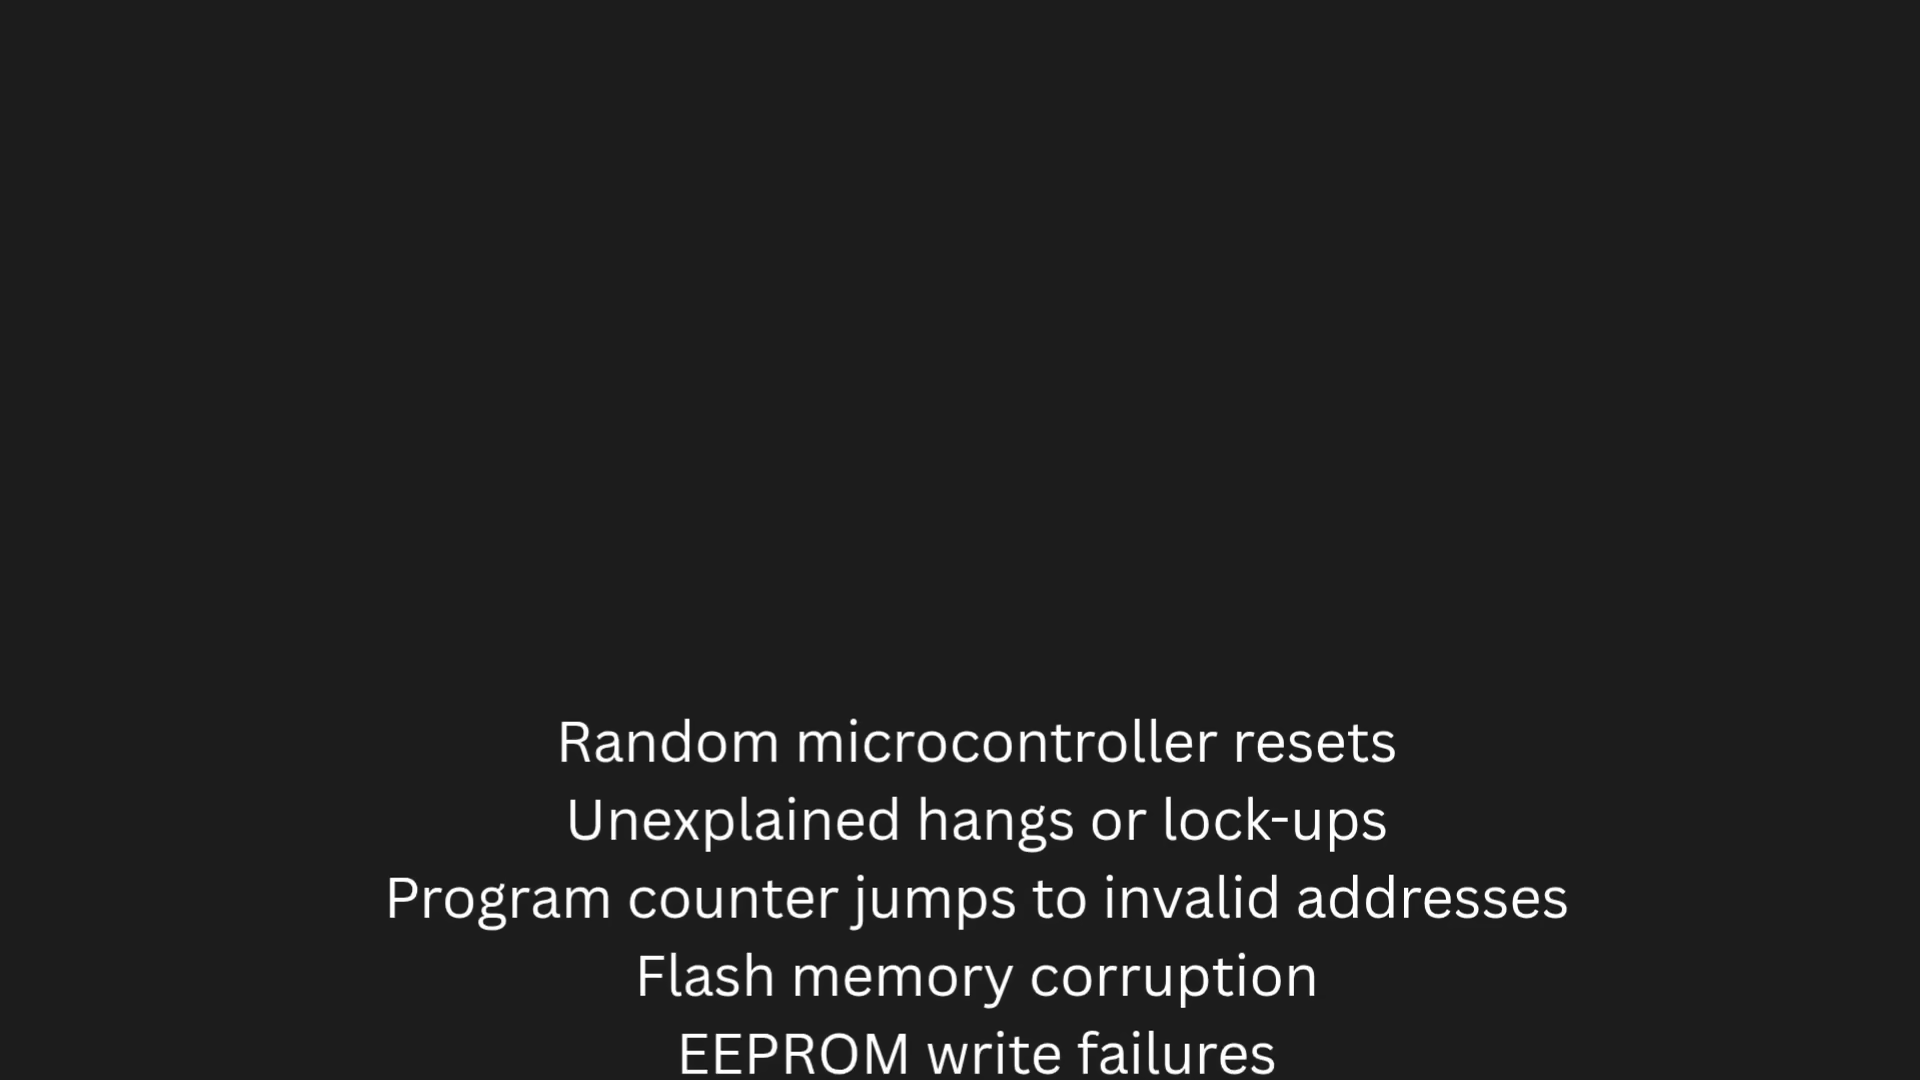 Random microcontroller resets
Unexplained hangs or lock-ups
Program counter jumps to invalid addresses
Flash memory corruption
EEPROM write failures